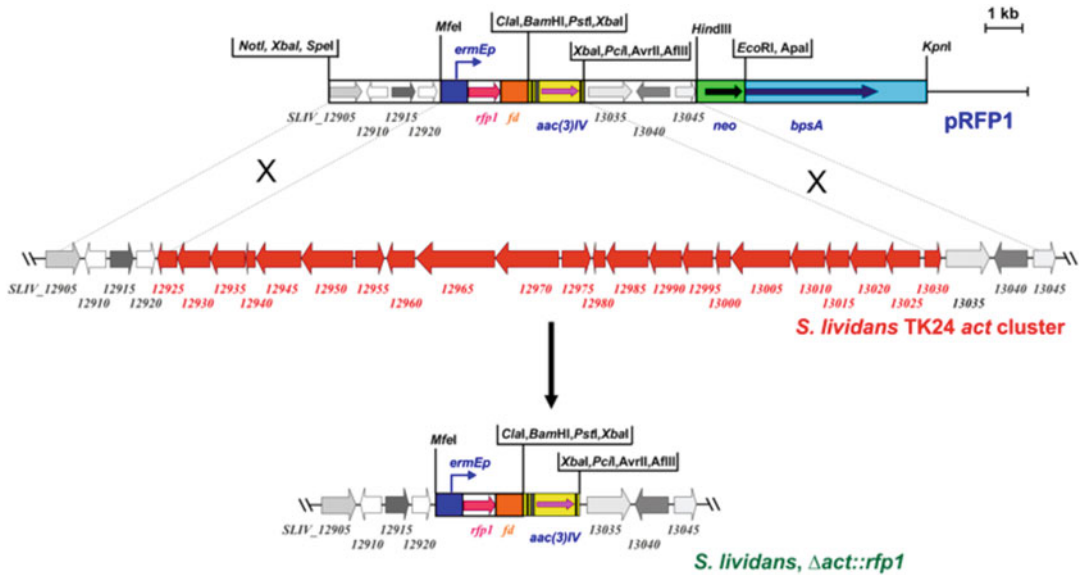 1 kb
ClaI,BamHI,PstI,XbaI
MfeI
HindIII
NotI, XbaI, SpeI
ermEp
XbaI,PciI,AvrII,AflII
EcoRI, ApaI
KpnI
SLIV_12905
12910
12915
12920
rfp1
fd
aac(3)IV
13035
13040
13045
neo
bpsA
pRFP1
X
X
SLIV_12905
12910
12915
12920
12925
12930
12935
12940
12945
12950
12955
12960
12965
12970
12975
12980
12985
12990
12995
13000
13005
13010
13015
13020
13025
13030
13035
13040
13045
S. lividans TK24 act cluster
ClaI,BamHI,PstI,XbaI
MfeI
ermEp
XbaI,PciI,AvrII,AflII
SLIV_12905
12910
12915
12920
rfp1
fd
aac(3)IV
13035
13040
13045
S. lividans, Δact::rfp1